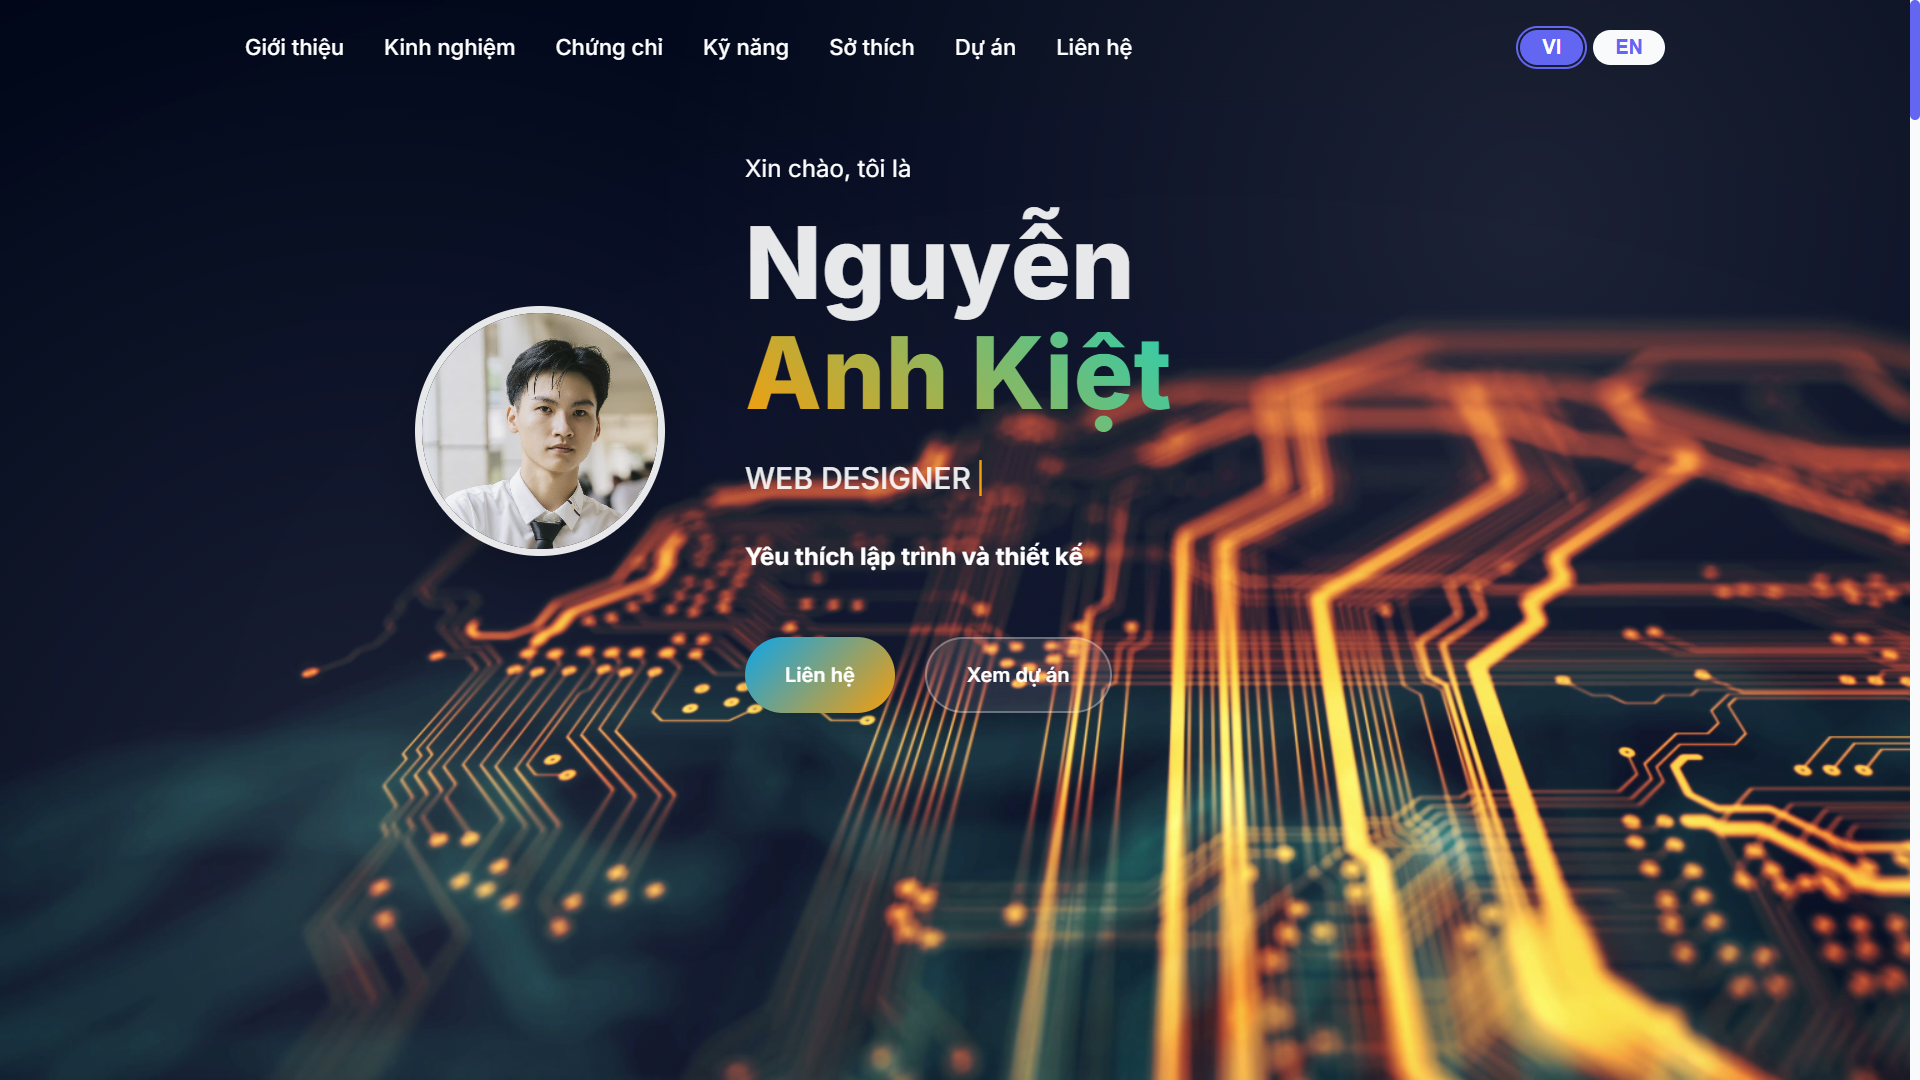 Giới thiệu Kinh nghiệm Chứng chỉ Kỹ năng Sở thích Dự án Liên hệ VI EN
Xin chào, tôi là
Nguyễn
Anh Kiệt
WEB DESIGNER
Yêu thích lập trình và thiết kế
Liên hệ Xem dự án